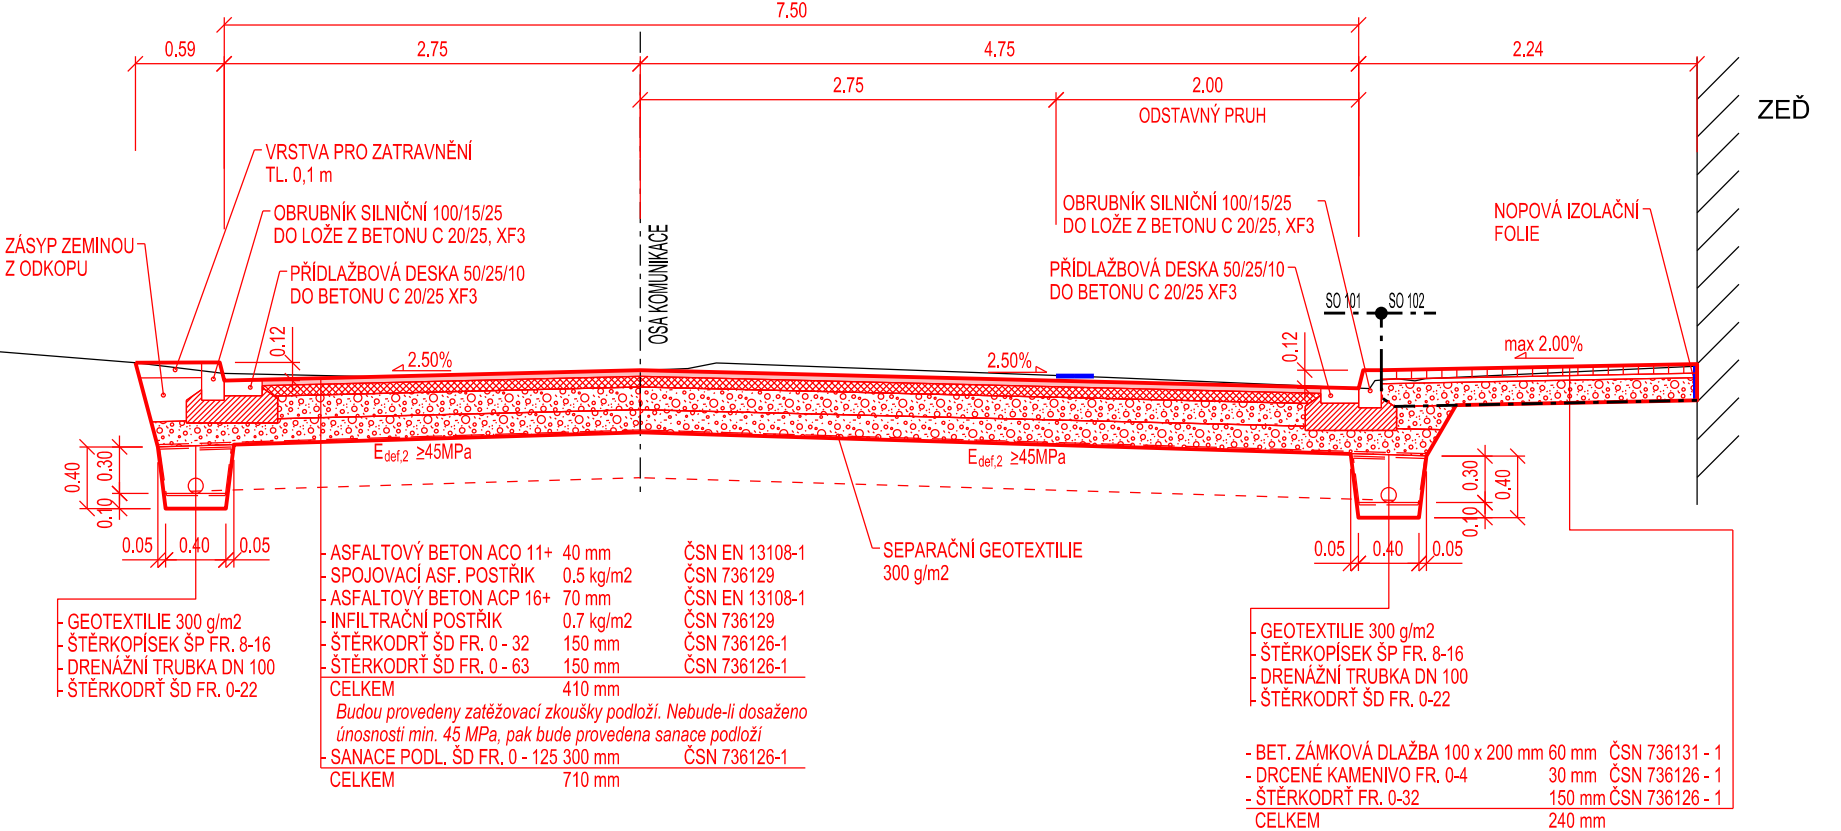 7.50
0.59
2.75
4.75
2.24
2.75
2.00
ODSTAVNÝ PRUH
ZEĎ
VRSTVA PRO ZATRAVNĚNÍ
TL. 0,1 m
OBRUBNÍK SILNIČNÍ 100/15/25
DO LOŽE Z BETONU C 20/25, XF3
PŘÍDLAŽBOVÁ DESKA 50/25/10
DO BETONU C 20/25 XF3
ZÁSYP ZEMINOU
Z ODKOPU
OSA KOMUNIKACE
OBRUBNÍK SILNIČNÍ 100/15/25
DO LOŽE Z BETONU C 20/25, XF3
PŘÍDLAŽBOVÁ DESKA 50/25/10
DO BETONU C 20/25 XF3
NOPOVÁ IZOLAČNÍ
FOLIE
SO 101
SO 102
0.12
2.50%
2.50%
0.12
max 2.00%
Edef,2 ≥45MPa
Edef,2 ≥45MPa
0.40
0.30
0.10
0.05
0.40
0.05
0.30
0.40
0.10
0.05
0.40
0.05
SEPARAČNÍ GEOTEXTILIE
300 g/m2
- GEOTEXTILIE 300 g/m2
- ŠTĚRKOPÍSEK ŠP FR. 8-16
- DRENÁŽNÍ TRUBKA DN 100
- ŠTĚRKODRŤ ŠD FR. 0-22
- ASFALTOVÝ BETON ACO 11+ 40 mm ČSN EN 13108-1
- SPOJOVACÍ ASF. POSTŘIK 0.5 kg/m2 ČSN 736129
- ASFALTOVÝ BETON ACP 16+ 70 mm ČSN EN 13108-1
- INFILTRAČNÍ POSTŘIK 0.7 kg/m2 ČSN 736129
- ŠTĚRKODRŤ ŠD FR. 0 - 32 150 mm ČSN 736126-1
- ŠTĚRKODRŤ ŠD FR. 0 - 63 150 mm ČSN 736126-1
CELKEM 410 mm
Budou provedeny zatěžovací zkoušky podloží. Nebude-li dosaženo
únosnosti min. 45 MPa, pak bude provedena sanace podloží
- SANACE PODL. ŠD FR. 0 - 125 300 mm ČSN 736126-1
CELKEM 710 mm
- GEOTEXTILIE 300 g/m2
- ŠTĚRKOPÍSEK ŠP FR. 8-16
- DRENÁŽNÍ TRUBKA DN 100
- ŠTĚRKODRŤ ŠD FR. 0-22
- BET. ZÁMKOVÁ DLAŽBA 100 x 200 mm 60 mm ČSN 736131 - 1
- DRCENÉ KAMENIVO FR. 0-4 30 mm ČSN 736126 - 1
- ŠTĚRKODRŤ FR. 0-32 150 mm ČSN 736126 - 1
CELKEM 240 mm